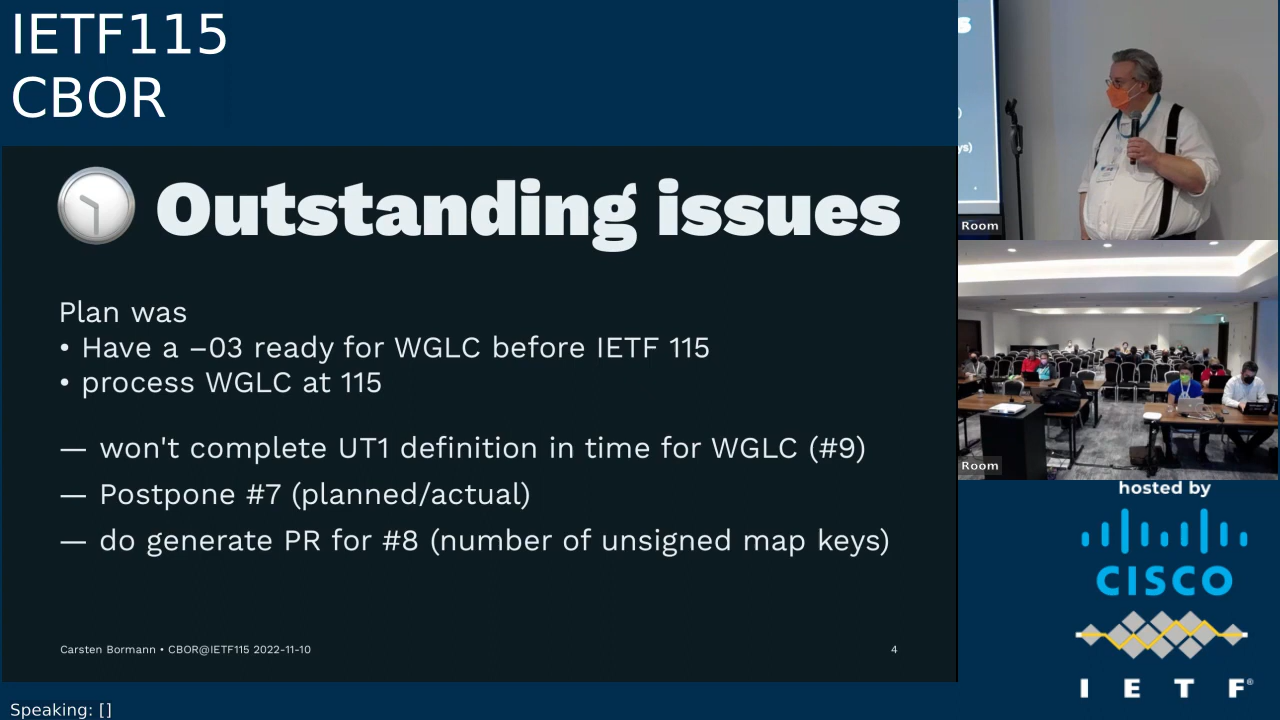 IETF115
CBOR
Outstanding issues
Plan was
• Have a –03 ready for WGLC before IETF 115
• process WGLC at 115
— won't complete UT1 definition in time for WGLC (#9)
— Postpone #7 (planned/actual)
— do generate PR for #8 (number of unsigned map keys)
Carsten Bormann • CBOR@IETF115 2022-11-10
4
s
)
ys)
Room
Room
hosted by
CISCO
I E T F®
Speaking: []